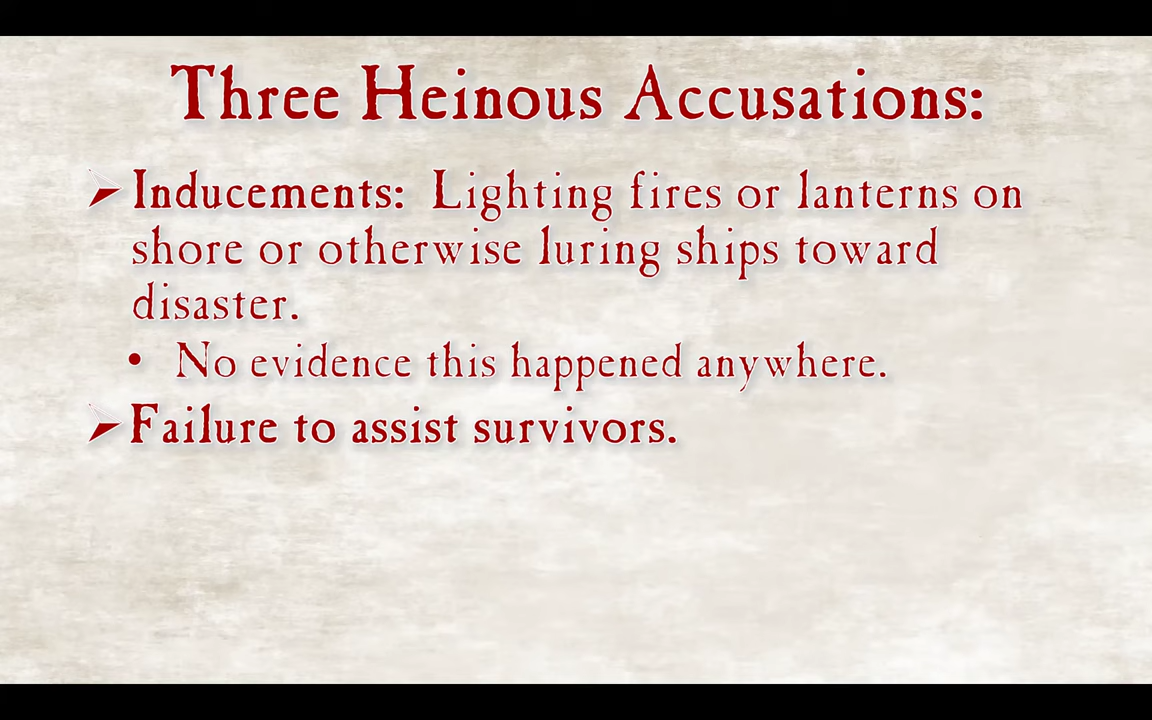 Three Heinous Accusations:
➢ Inducements: Lighting fires or lanterns on
shore or otherwise luring ships toward
disaster.
• No evidence this happened anywhere.
➢ Failure to assist survivors.